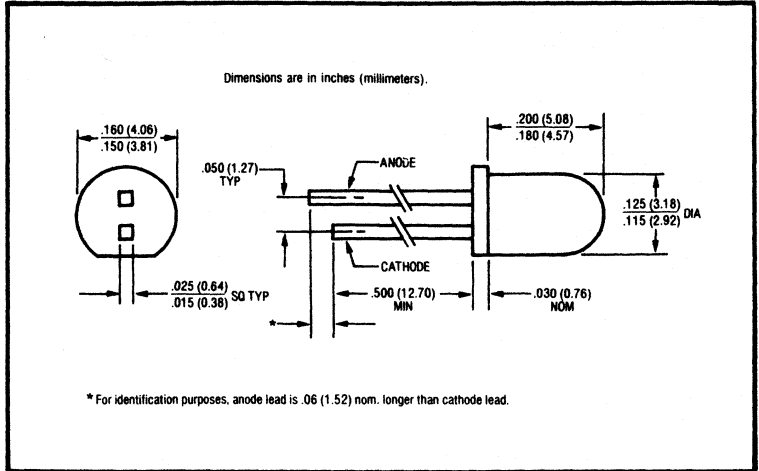 Dimensions are in inches (millimeters).
.160 (4.06)
.150 (3.81)
.050 (1.27)
TYP
ANODE
.200 (5.08)
.180 (4.57)
.125 (3.18)
.115 (2.92)
DIA
CATHODE
.025 (0.64)
.015 (0.38)
SQ TYP
.500 (12.70)
MIN
.030 (0.76)
NOM
*
* For identification purposes, anode lead is .06 (1.52) nom. longer than cathode lead.